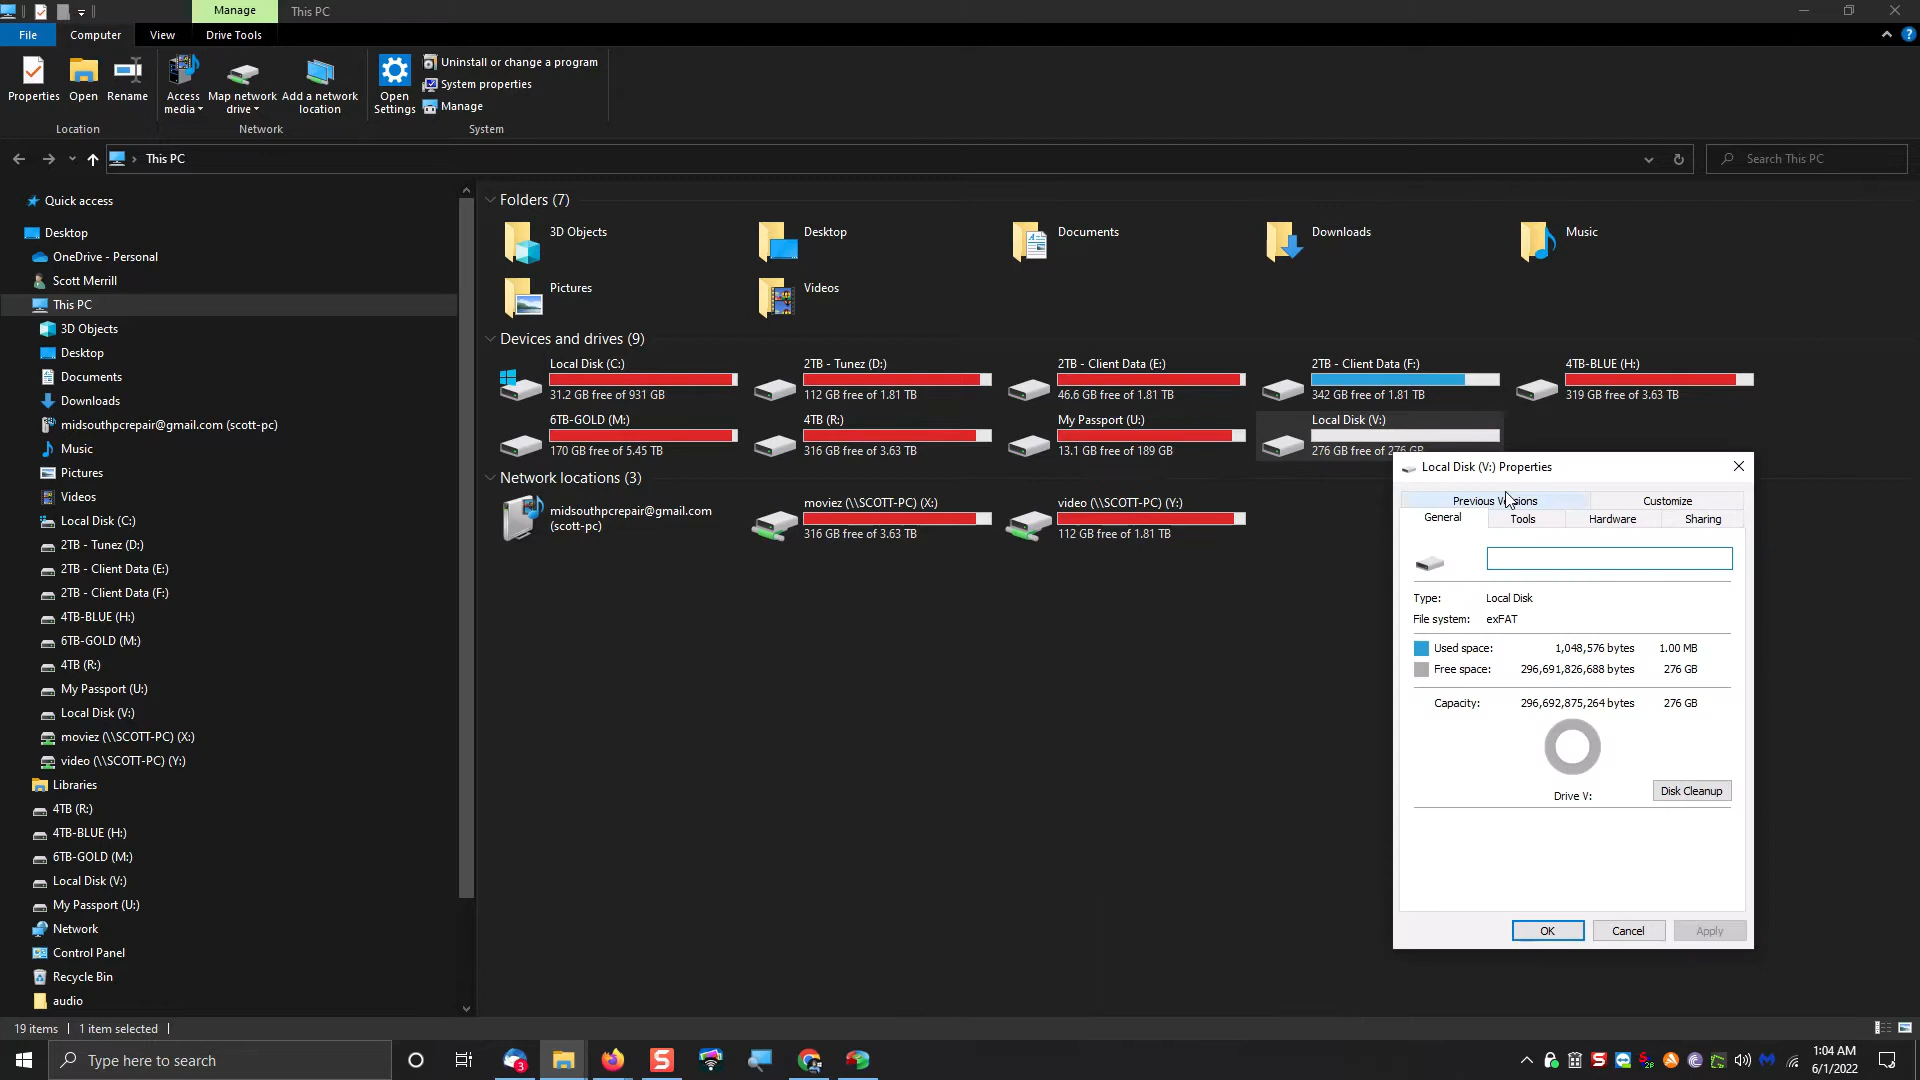 Manage
This PC
File
Computer
View
Drive Tools
Properties
Open
Rename
Access media
Map network drive
Add a network location
Open Settings
Uninstall or change a program
System properties
Manage
Location
Network
System
This PC
Search This PC
Quick access
Desktop
OneDrive - Personal
Scott Merrill
This PC
3D Objects
Desktop
Documents
Downloads
midsouthpcrepair@gmail.com (scott-pc)
Music
Pictures
Videos
Local Disk (C:)
2TB - Tunez (D:)
2TB - Client Data (E:)
2TB - Client Data (F:)
4TB-BLUE (H:)
6TB-GOLD (M:)
4TB (R:)
My Passport (U:)
Local Disk (V:)
moviez (\\SCOTT-PC) (X:)
video (\\SCOTT-PC) (Y:)
Libraries
4TB (R:)
4TB-BLUE (H:)
6TB-GOLD (M:)
Local Disk (V:)
My Passport (U:)
Network
Control Panel
Recycle Bin
audio
Folders (7)
3D Objects
Desktop
Documents
Downloads
Music
Pictures
Videos
Devices and drives (9)
Local Disk (C:)
31.2 GB free of 931 GB
2TB - Tunez (D:)
112 GB free of 1.81 TB
2TB - Client Data (E:)
46.6 GB free of 1.81 TB
2TB - Client Data (F:)
342 GB free of 1.81 TB
4TB-BLUE (H:)
319 GB free of 3.63 TB
6TB-GOLD (M:)
170 GB free of 5.45 TB
4TB (R:)
316 GB free of 3.63 TB
My Passport (U:)
13.1 GB free of 189 GB
Local Disk (V:)
276 GB free of 276 GB
Network locations (3)
midsouthpcrepair@gmail.com
(scott-pc)
moviez (\\SCOTT-PC) (X:)
316 GB free of 3.63 TB
video (\\SCOTT-PC) (Y:)
112 GB free of 1.81 TB
Local Disk (V:) Properties
Previous Versions
Customize
General
Tools
Hardware
Sharing
Type: Local Disk
File system: exFAT
Used space: 1,048,576 bytes 1.00 MB
Free space: 296,691,826,688 bytes 276 GB
Capacity: 296,692,875,264 bytes 276 GB
Drive V:
Disk Cleanup
OK
Cancel
Apply
19 items
1 item selected
Type here to search
3
1:04 AM
6/1/2022